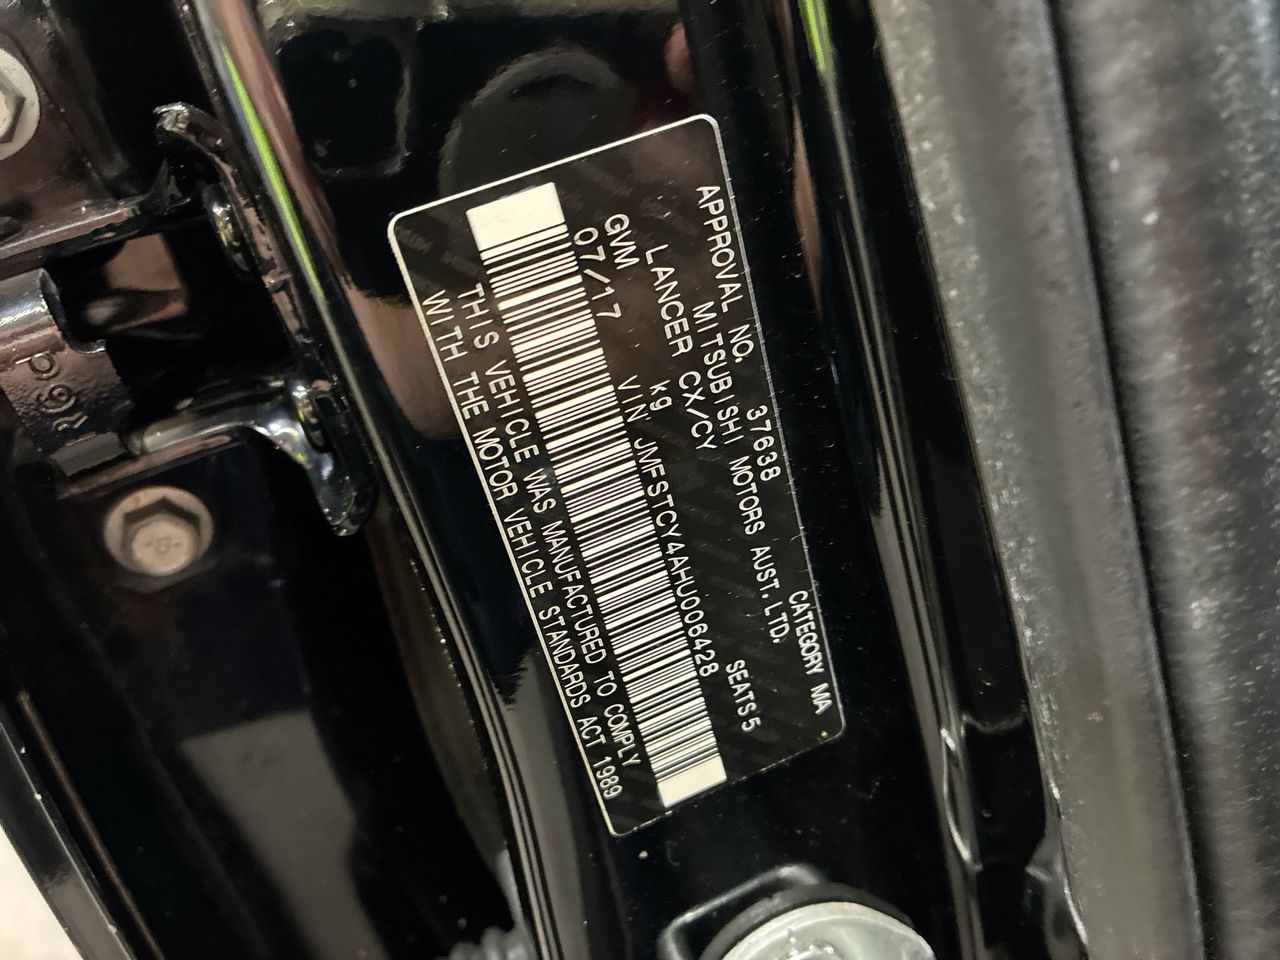 APPROVAL NO. 37638 CATEGORY MA
MITSUBISHI MOTORS AUST. LTD.
LANCER CX/CY SEATS 5
GVM kg
07/17 VIN JMFSTCY4AHU006428
THIS VEHICLE WAS MANUFACTURED TO COMPLY
WITH THE MOTOR VEHICLE STANDARDS ACT 1989